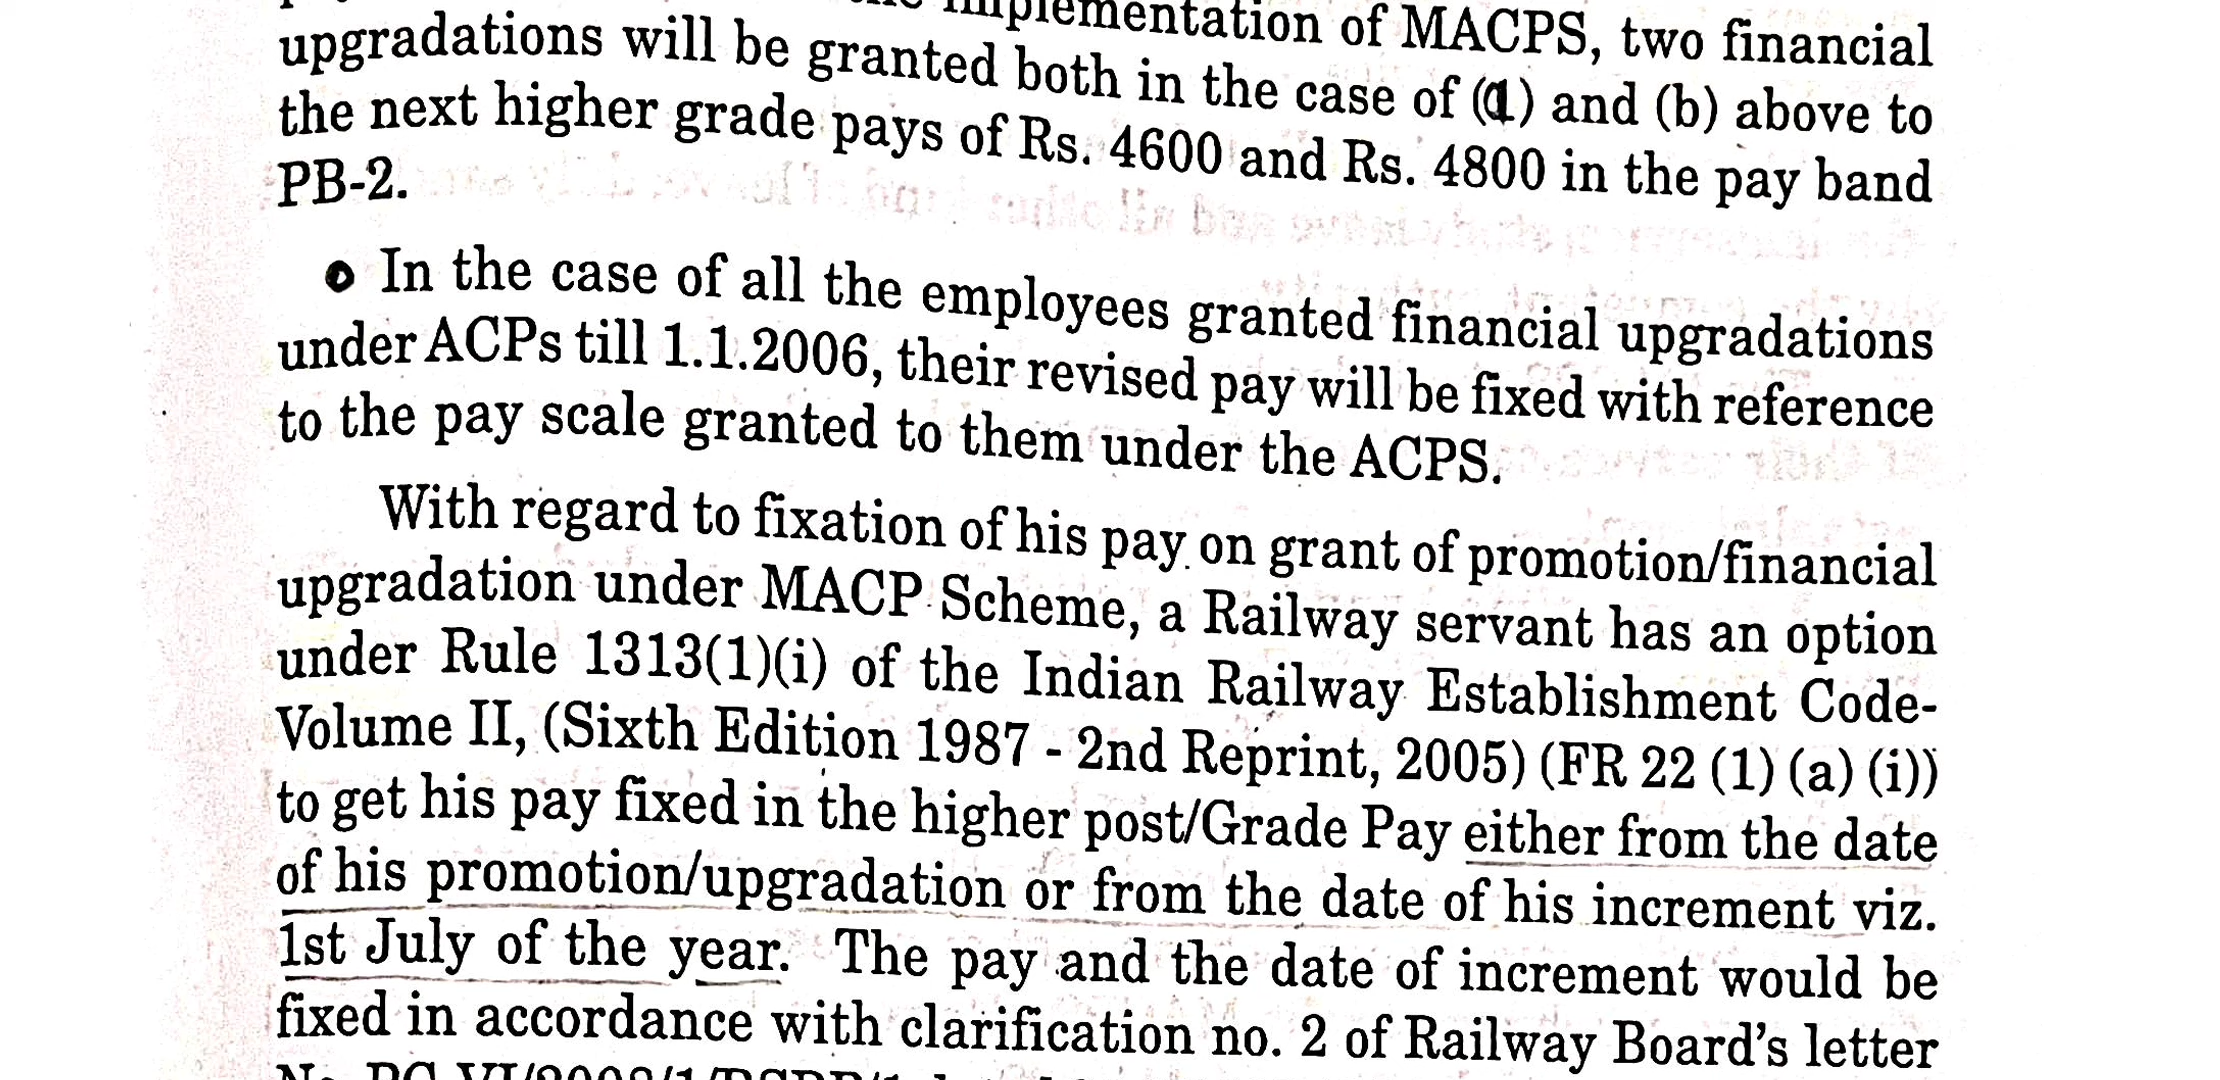 implementation of MACPS, two financial
upgradations will be granted both in the case of (a) and (b) above to
the next higher grade pays of Rs. 4600 and Rs. 4800 in the pay band
PB-2.
o In the case of all the employees granted financial upgradations
under ACPs till 1.1.2006, their revised pay will be fixed with reference
to the pay scale granted to them under the ACPS.
With regard to fixation of his pay on grant of promotion/financial
upgradation under MACP Scheme, a Railway servant has an option
under Rule 1313(1)(i) of the Indian Railway Establishment Code-
Volume II, (Sixth Edition 1987 - 2nd Reprint, 2005) (FR 22 (1) (a) (i))
to get his pay fixed in the higher post/Grade Pay either from the date
of his promotion/upgradation or from the date of his increment viz.
1st July of the year. The pay and the date of increment would be
fixed in accordance with clarification no. 2 of Railway Board's letter